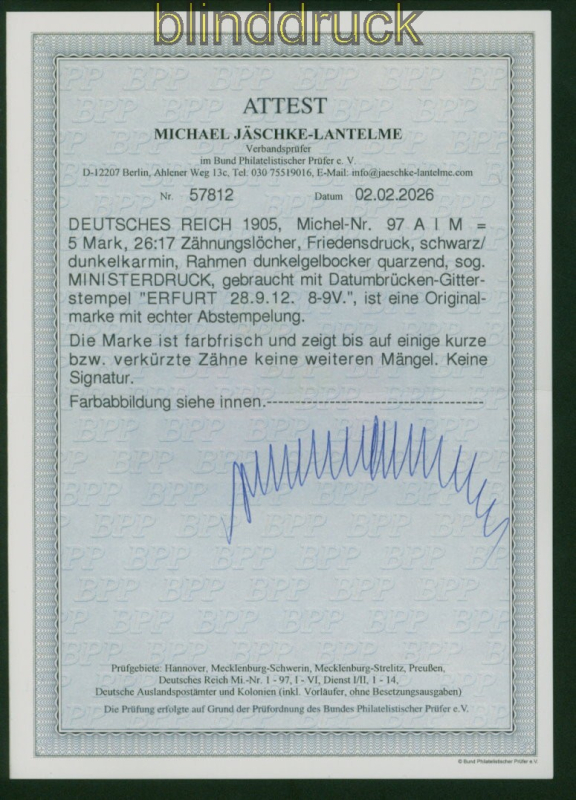 blinddruck
ATTEST
MICHAEL JÄSCHKE-LANTELME
Verbandsprüfer
im Bund Philatelistischer Prüfer e. V.
D-12207 Berlin, Ahlener Weg 13c, Tel: 030 75519016, E-Mail: info@jaeschke-lantelme.com
Nr. 57812 Datum 02.02.2026
DEUTSCHES REICH 1905, Michel-Nr. 97 A I M =
5 Mark, 26:17 Zähnungslöcher, Friedensdruck, schwarz/
dunkelkarmin, Rahmen dunkelgelbocker quarzend, sog.
MINISTERDRUCK, gebraucht mit Datumbrücken-Gitter-
stempel "ERFURT 28.9.12. 8-9V.", ist eine Original-
marke mit echter Abstempelung.
Die Marke ist farbfrisch und zeigt bis auf einige kurze
bzw. verkürzte Zähne keine weiteren Mängel. Keine
Signatur.
Farbabbildung siehe innen.-----------------------------------
Prüfgebiete: Hannover, Mecklenburg-Schwerin, Mecklenburg-Strelitz, Preußen,
Deutsches Reich Mi.-Nr. 1 - 97, I - VI, Dienst I/II, 1 - 14,
Deutsche Auslandspostämter und Kolonien (inkl. Vorläufer, ohne Besetzungsausgaben)
Die Prüfung erfolgte auf Grund der Prüfordnung des Bundes Philatelistischer Prüfer e.V.
© Bund Philatelistischer Prüfer e.V.